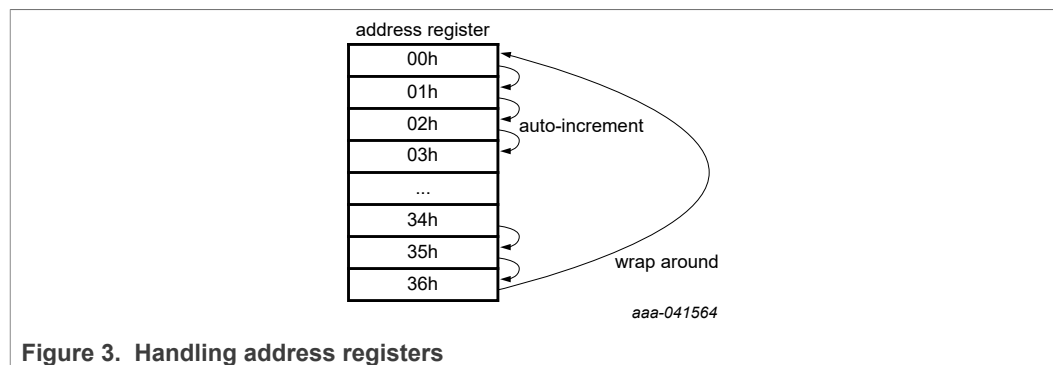 address register
00h
01h
02h
auto-increment
03h
...
34h
35h
wrap around
36h
aaa-041564
Figure 3. Handling address registers